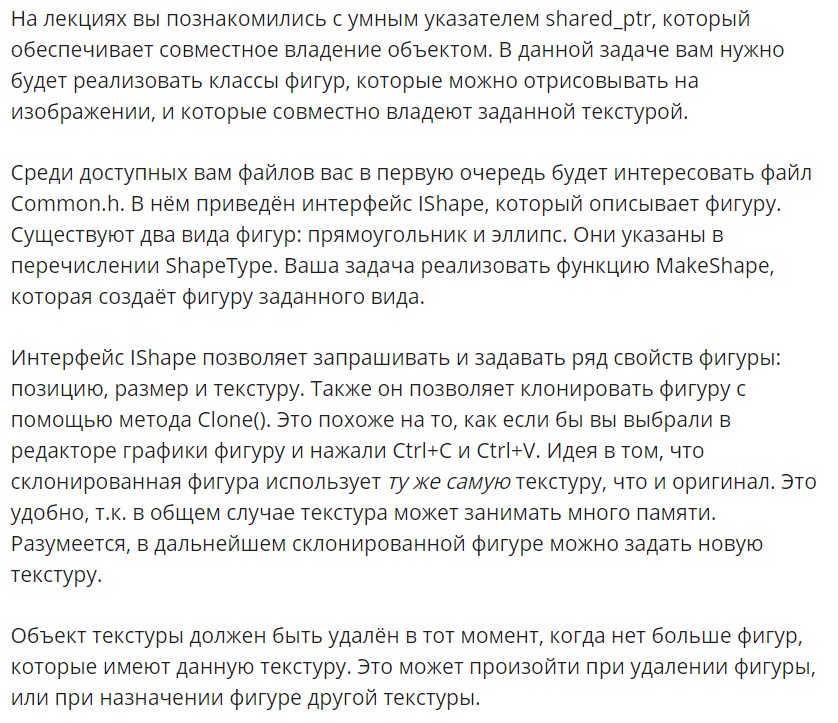 На лекциях вы познакомились с умным указателем shared_ptr, который
обеспечивает совместное владение объектом. В данной задаче вам нужно
будет реализовать классы фигур, которые можно отрисовывать на
изображении, и которые совместно владеют заданной текстурой.
Среди доступных вам файлов вас в первую очередь будет интересовать файл
Common.h. В нём приведён интерфейс IShape, который описывает фигуру.
Существуют два вида фигур: прямоугольник и эллипс. Они указаны в
перечислении ShapeType. Ваша задача реализовать функцию MakeShape,
которая создаёт фигуру заданного вида.
Интерфейс IShape позволяет запрашивать и задавать ряд свойств фигуры:
позицию, размер и текстуру. Также он позволяет клонировать фигуру с
помощью метода Clone(). Это похоже на то, как если бы вы выбрали в
редакторе графики фигуру и нажали Ctrl+C и Ctrl+V. Идея в том, что
склонированная фигура использует ту же самую текстуру, что и оригинал. Это
удобно, т.к. в общем случае текстура может занимать много памяти.
Разумеется, в дальнейшем склонированной фигуре можно задать новую
текстуру.
Объект текстуры должен быть удалён в тот момент, когда нет больше фигур,
которые имеют данную текстуру. Это может произойти при удалении фигуры,
или при назначении фигуре другой текстуры.